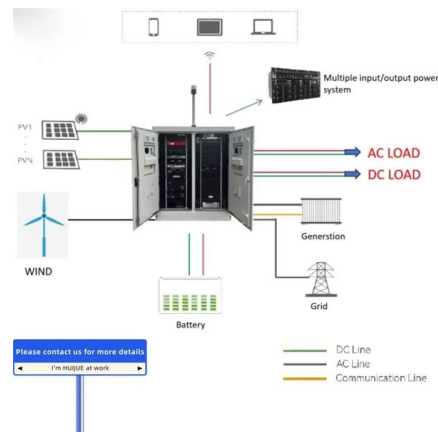 Multiple input/output power
system
PV1
PVN
AC LOAD
DC LOAD
WIND
Generstion
Grid
Battery
Please contact us for more details
I'm HUIJUE at work
DC Line
AC Line
Communication Line